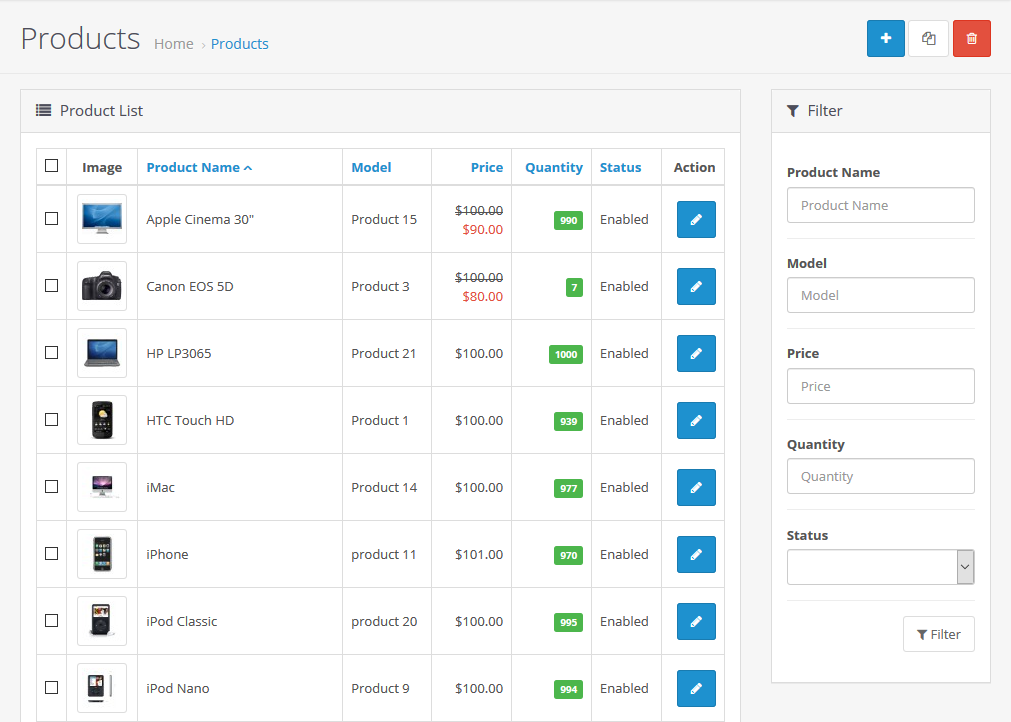 Products Home › Products
Product List
Image Product Name Model Price Quantity Status Action
Apple Cinema 30" Product 15 $100.00 $90.00 990 Enabled
Canon EOS 5D Product 3 $100.00 $80.00 7 Enabled
HP LP3065 Product 21 $100.00 1000 Enabled
HTC Touch HD Product 1 $100.00 939 Enabled
iMac Product 14 $100.00 977 Enabled
iPhone product 11 $101.00 970 Enabled
iPod Classic product 20 $100.00 995 Enabled
iPod Nano Product 9 $100.00 994 Enabled
Filter
Product Name
Product Name
Model
Model
Price
Price
Quantity
Quantity
Status
Filter